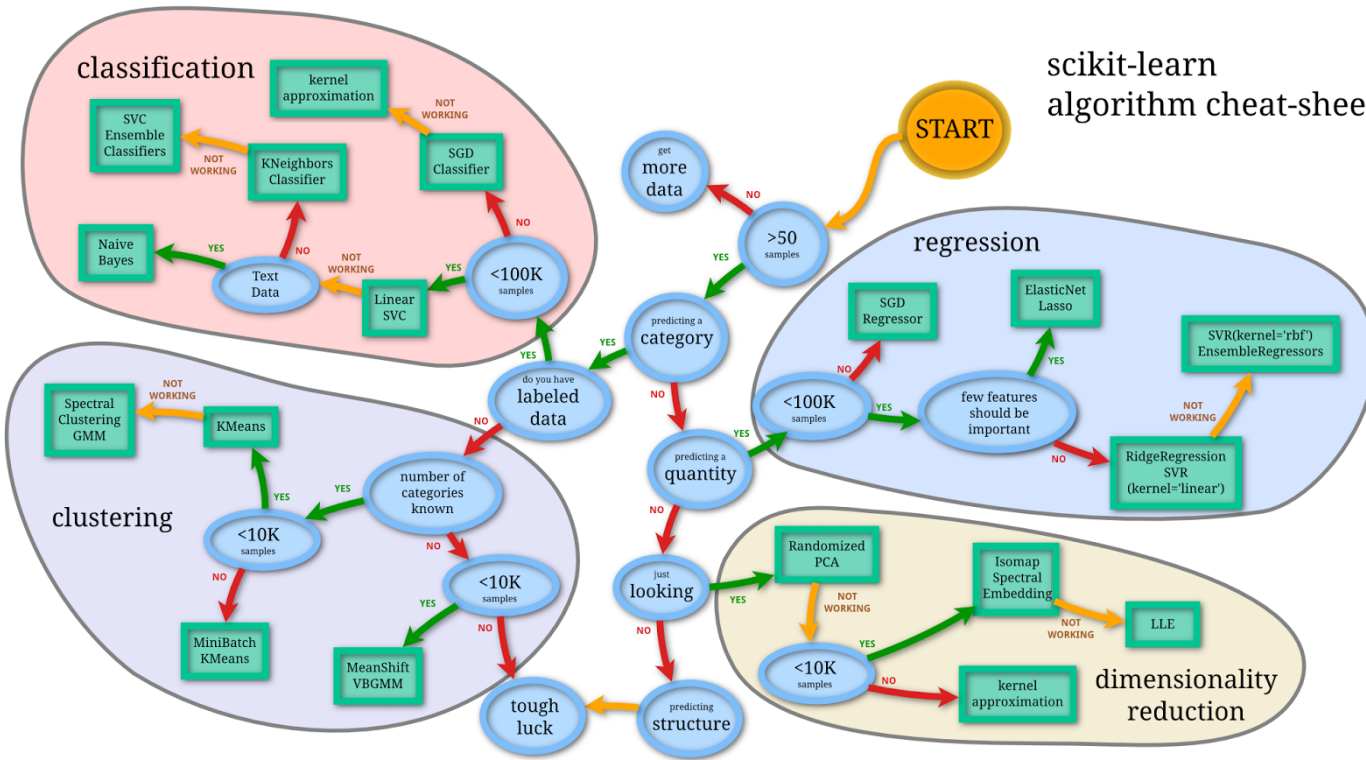 scikit-learn
algorithm cheat-shee
START
get
more
data
NO
>50
samples
YES
predicting a
category
YES
NO
do you have
labeled
data
YES
NO
predicting a
quantity
YES
NO
just
looking
YES
NO
predicting
structure
tough
luck
classification
kernel
approximation
NOT
WORKING
SVC
Ensemble
Classifiers
NOT
WORKING
KNeighbors
Classifier
SGD
Classifier
NO
Naive
Bayes
YES
NO
Text
Data
NOT
WORKING
Linear
SVC
YES
<100K
samples
regression
SGD
Regressor
ElasticNet
Lasso
SVR(kernel='rbf')
EnsembleRegressors
NO
YES
<100K
samples
YES
few features
should be
important
NOT
WORKING
NO
RidgeRegression
SVR
(kernel='linear')
clustering
Spectral
Clustering
GMM
NOT
WORKING
KMeans
YES
number of
categories
known
YES
<10K
samples
NO
NO
<10K
samples
YES
NO
MiniBatch
KMeans
MeanShift
VBGMM
dimensionality
reduction
Randomized
PCA
NOT
WORKING
Isomap
Spectral
Embedding
YES
NOT
WORKING
LLE
<10K
samples
NO
kernel
approximation